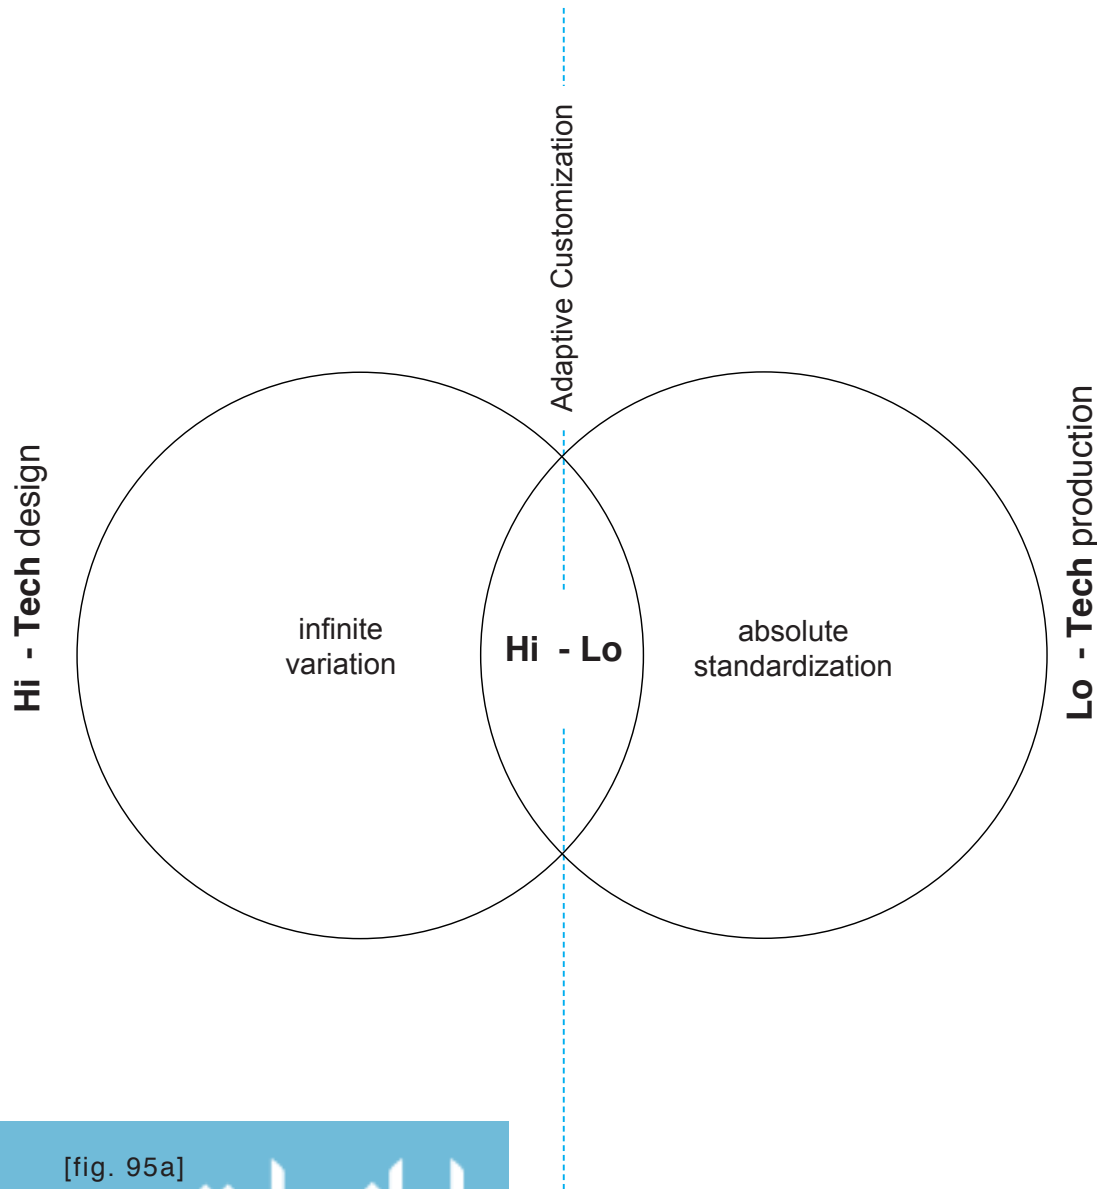 Adaptive Customization
Hi - Tech design
infinite
variation
Hi - Lo
absolute
standardization
Lo - Tech production
[fig. 95a]